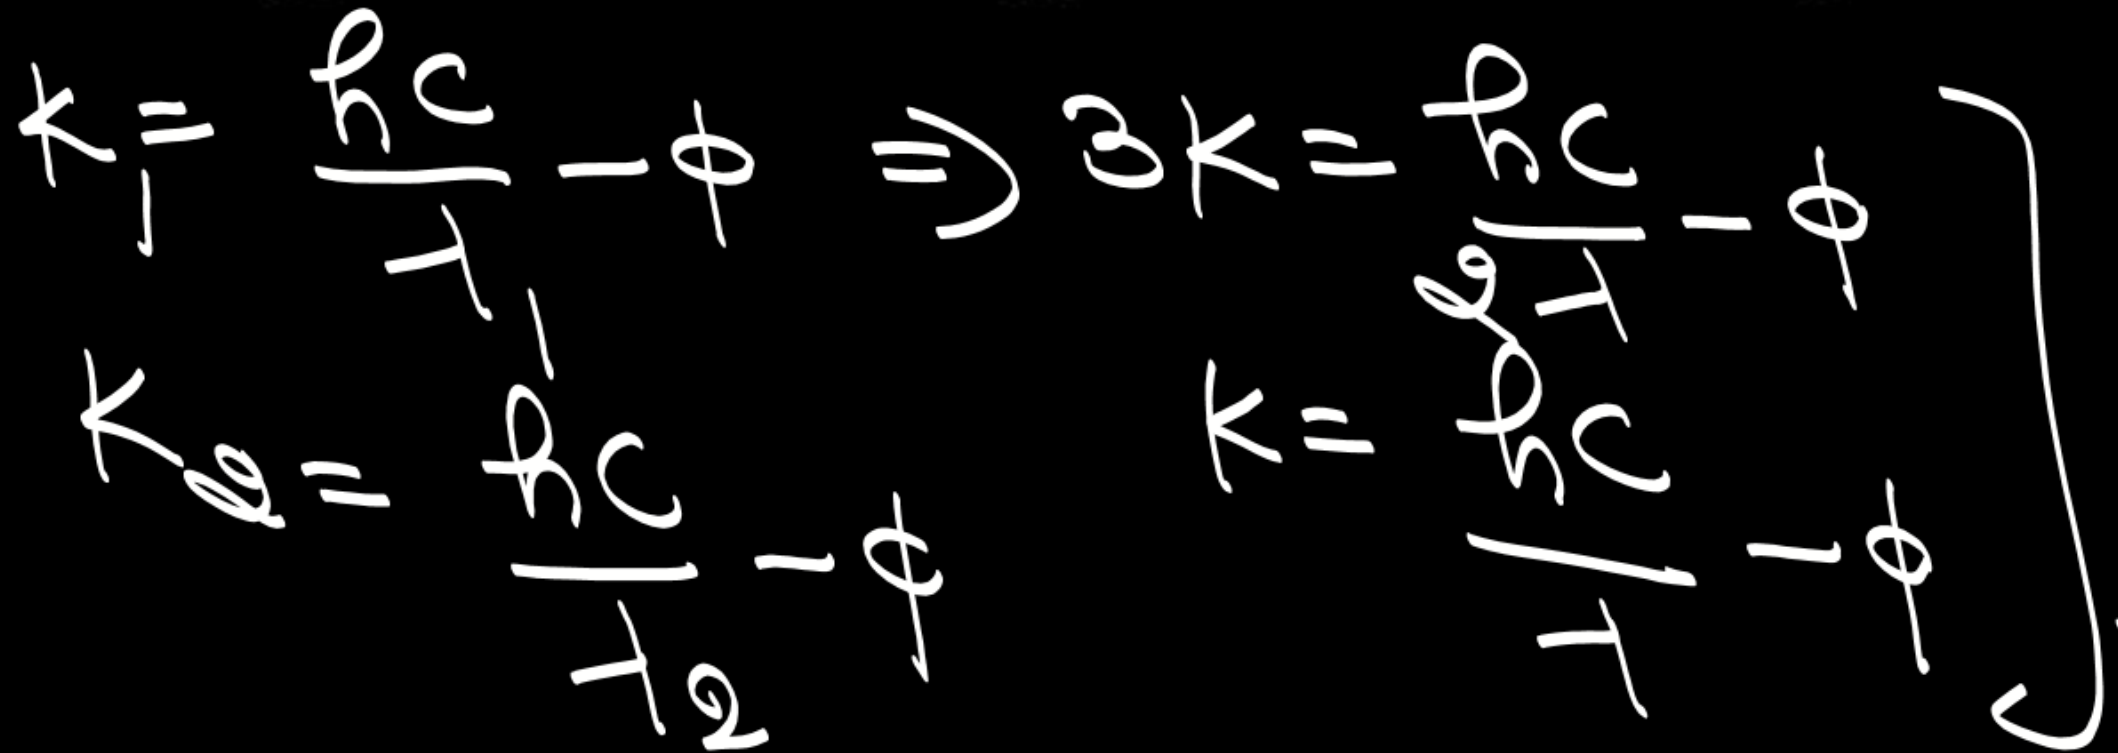 K₁ = hc/λ₁ - φ ⇒ 3K = hc/2λ - φ
K₂ = hc/λ₂ - φ K = hc/λ - φ